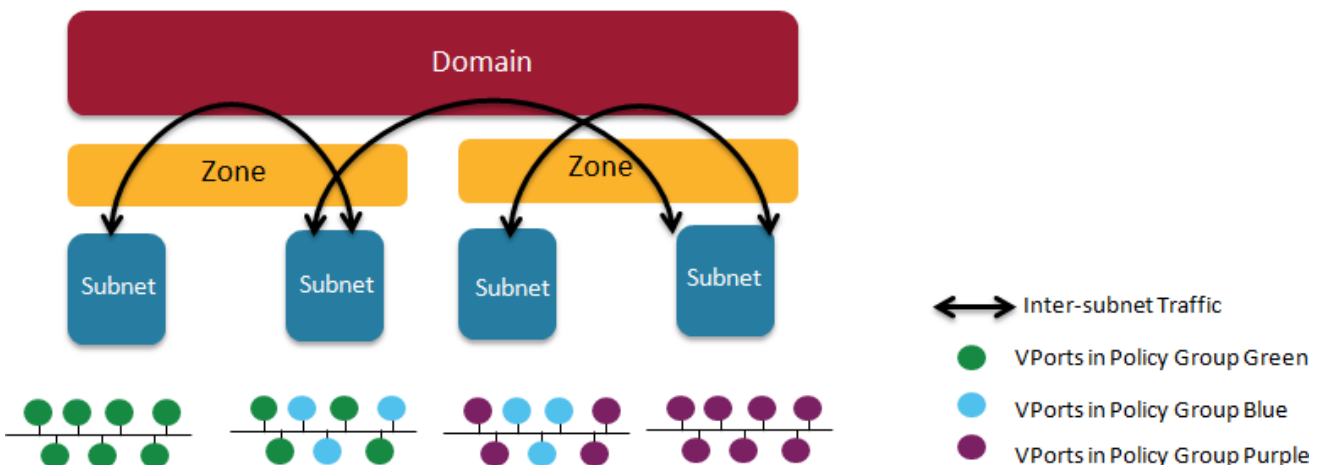 Domain
Zone
Zone
Subnet
Subnet
Subnet
Subnet
Inter-subnet Traffic
VPorts in Policy Group Green
VPorts in Policy Group Blue
VPorts in Policy Group Purple